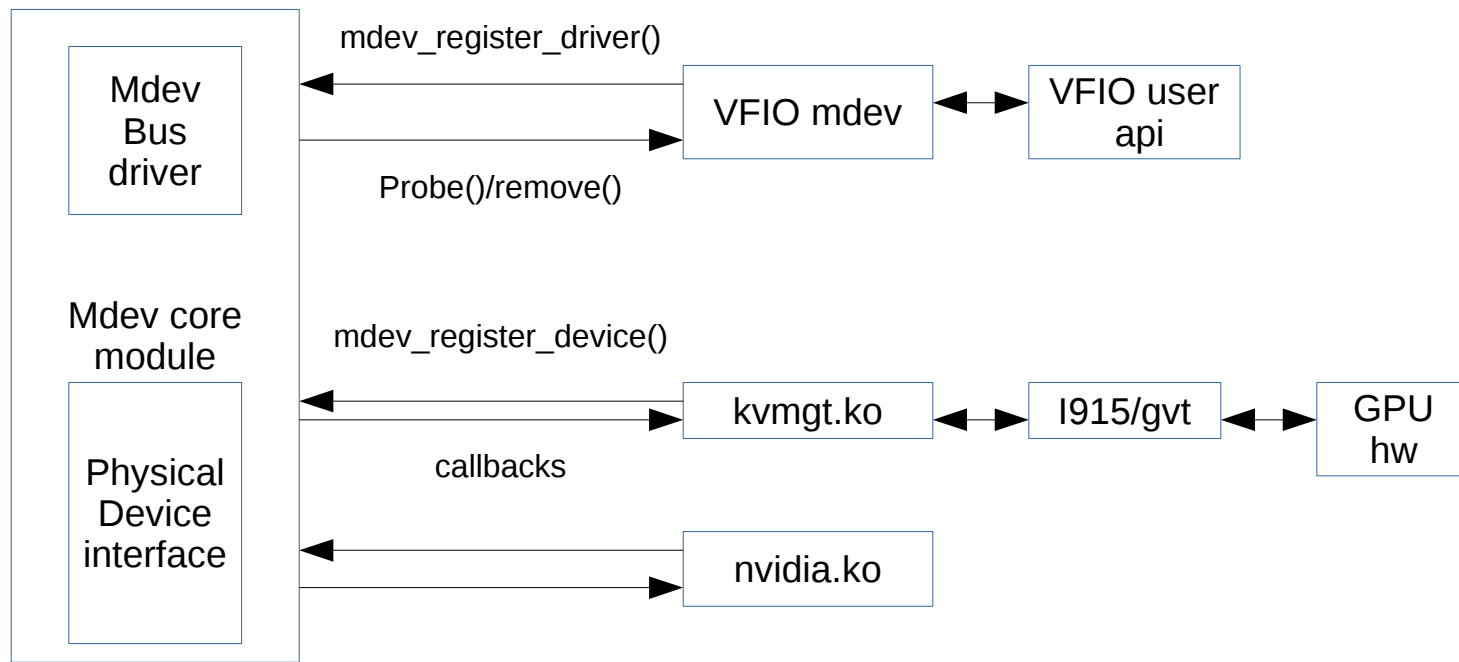 mdev_register_driver()
Mdev
Bus
driver
VFIO mdev
VFIO user
api
Probe()/remove()
Mdev core
module
mdev_register_device()
kvmgt.ko
I915/gvt
GPU
hw
callbacks
Physical
Device
interface
nvidia.ko